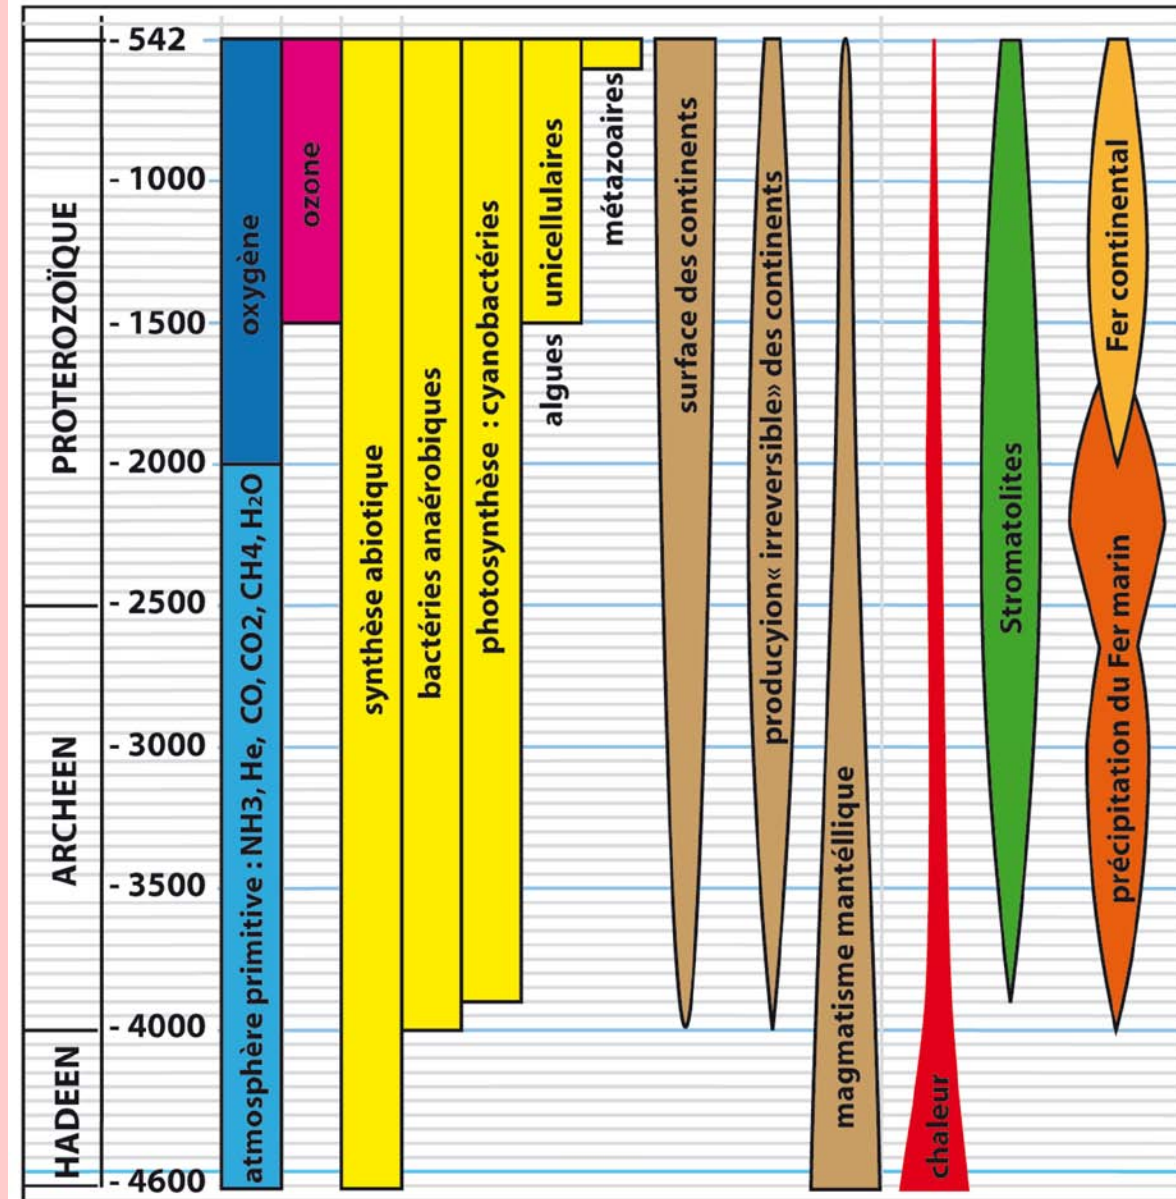 - 542
- 1000
- 1500
- 2000
- 2500
- 3000
- 3500
- 4000
- 4600
PROTEROZOÏQUE
ARCHEEN
HADEEN
oxygène
atmosphère primitive : NH3, He, CO, CO2, CH4, H₂O
ozone
synthèse abiotique
bactéries anaérobiques
photosynthèse : cyanobactéries
algues unicellulaires
métazoaires
surface des continents
producyion« irreversible» des continents
magmatisme mantéllique
chaleur
Stromatolites
Fer continental
précipitation du Fer marin